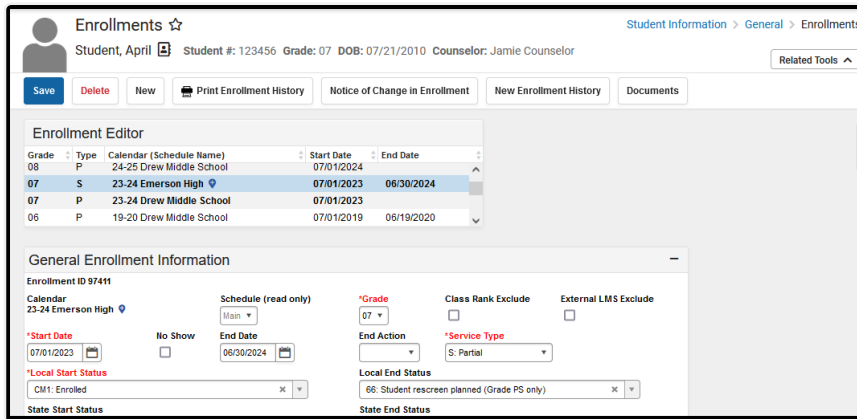 Enrollments
Student Information > General > Enrollments
Student, April Student #: 123456 Grade: 07 DOB: 07/21/2010 Counselor: Jamie Counselor
Related Tools
Save Delete New Print Enrollment History Notice of Change in Enrollment New Enrollment History Documents
Enrollment Editor
Grade Type Calendar (Schedule Name) Start Date End Date
08 P 24-25 Drew Middle School 07/01/2024
07 S 23-24 Emerson High 07/01/2023 06/30/2024
07 P 23-24 Drew Middle School 07/01/2023
06 P 19-20 Drew Middle School 07/01/2019 06/19/2020
General Enrollment Information
Enrollment ID 97411
Calendar Schedule (read only) *Grade Class Rank Exclude External LMS Exclude
23-24 Emerson High Main 07
*Start Date No Show End Date End Action *Service Type
07/01/2023 06/30/2024 S: Partial
*Local Start Status Local End Status
CM1: Enrolled 66: Student rescreen planned (Grade PS only)
State Start Status State End Status